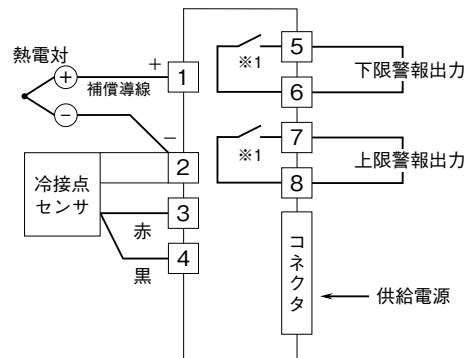 熱電対
+
−
補償導線
+
−
1
2
3
4
冷接点
センサ
赤
黒
5
6
7
8
※1
※1
下限警報出力
上限警報出力
コネクタ
供給電源